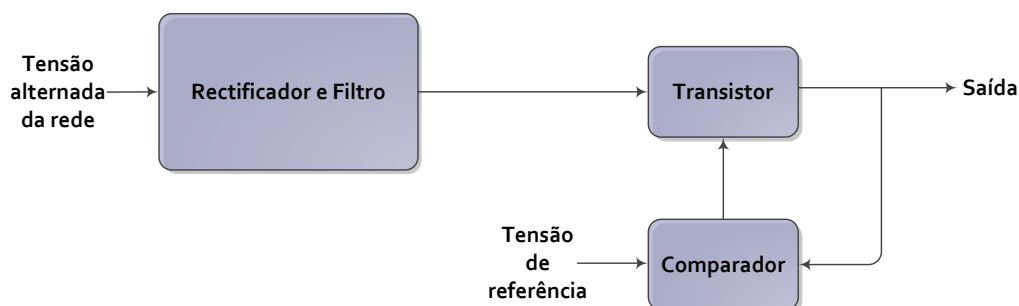 Tensão
alternada
da rede
Rectificador e Filtro
Transistor
Saída
Tensão
de
referência
Comparador